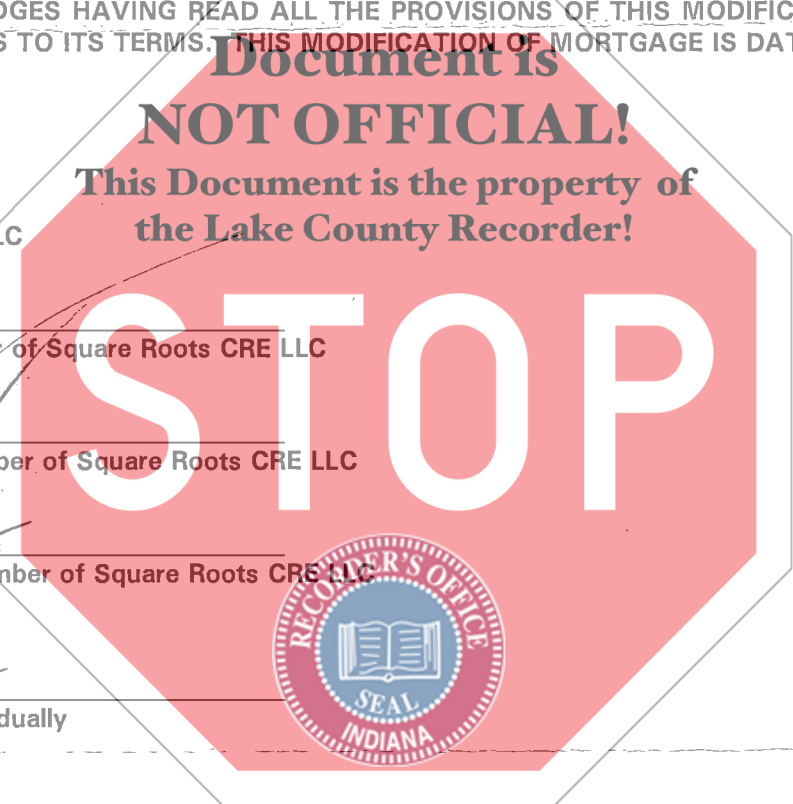 DGES HAVING READ ALL THE PROVISIONS OF THIS MODIFIC
S TO ITS TERMS. THIS MODIFICATION OF MORTGAGE IS DAT
Document is
NOT OFFICIAL!
This Document is the property of
the Lake County Recorder!
LC
STOP
r of Square Roots CRE LLC
ber of Square Roots CRE LLC
mber of Square Roots CRE LLC
RECORDER'S OFFICE
SEAL
INDIANA
dually